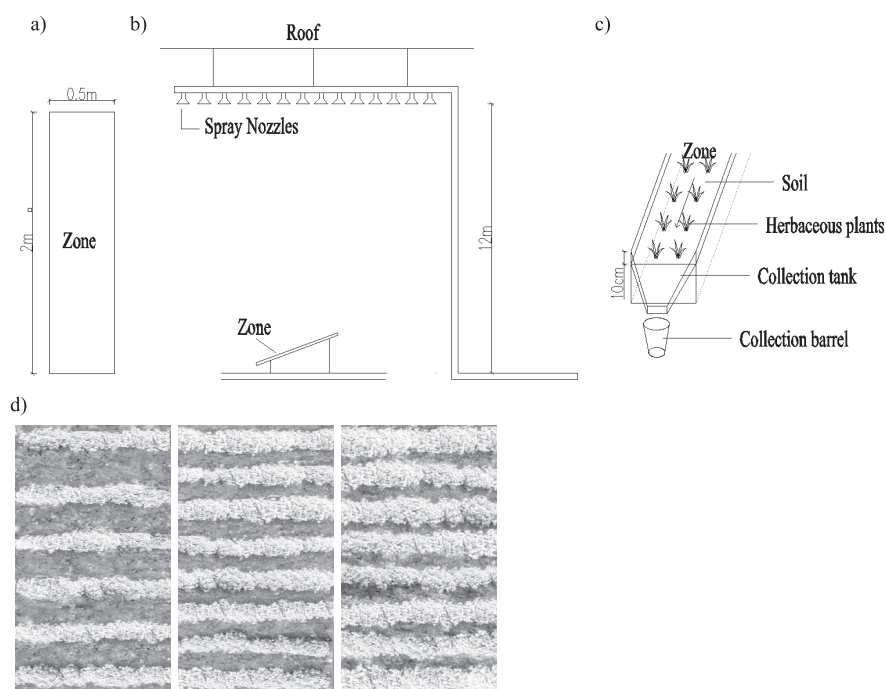 a)
b)
c)
Roof
0.5m
Spray Nozzles
Zone
2m
12m
Zone
Zone
Soil
Herbaceous plants
Collection tank
10cm
Collection barrel
d)